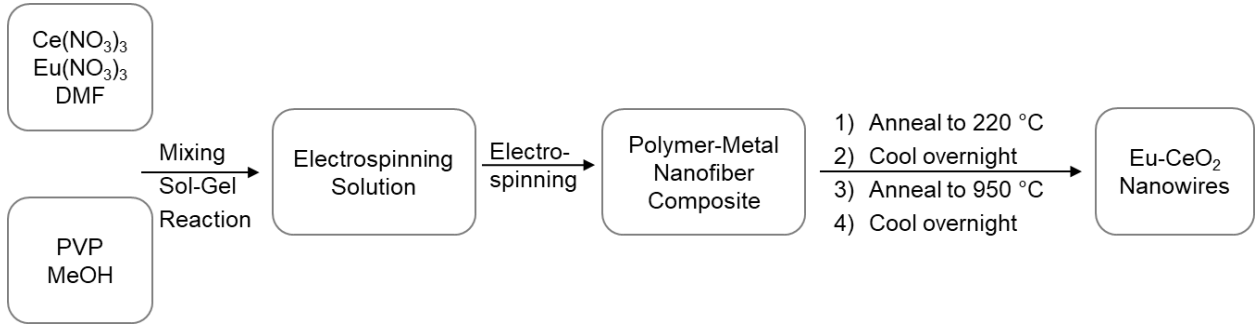 Ce(NO₃)₃
Eu(NO₃)₃
DMF
PVP
MeOH
Mixing
Sol-Gel
Reaction
Electrospinning
Solution
Electro-
spinning
Polymer-Metal
Nanofiber
Composite
1) Anneal to 220 °C
2) Cool overnight
3) Anneal to 950 °C
4) Cool overnight
Eu-CeO₂
Nanowires